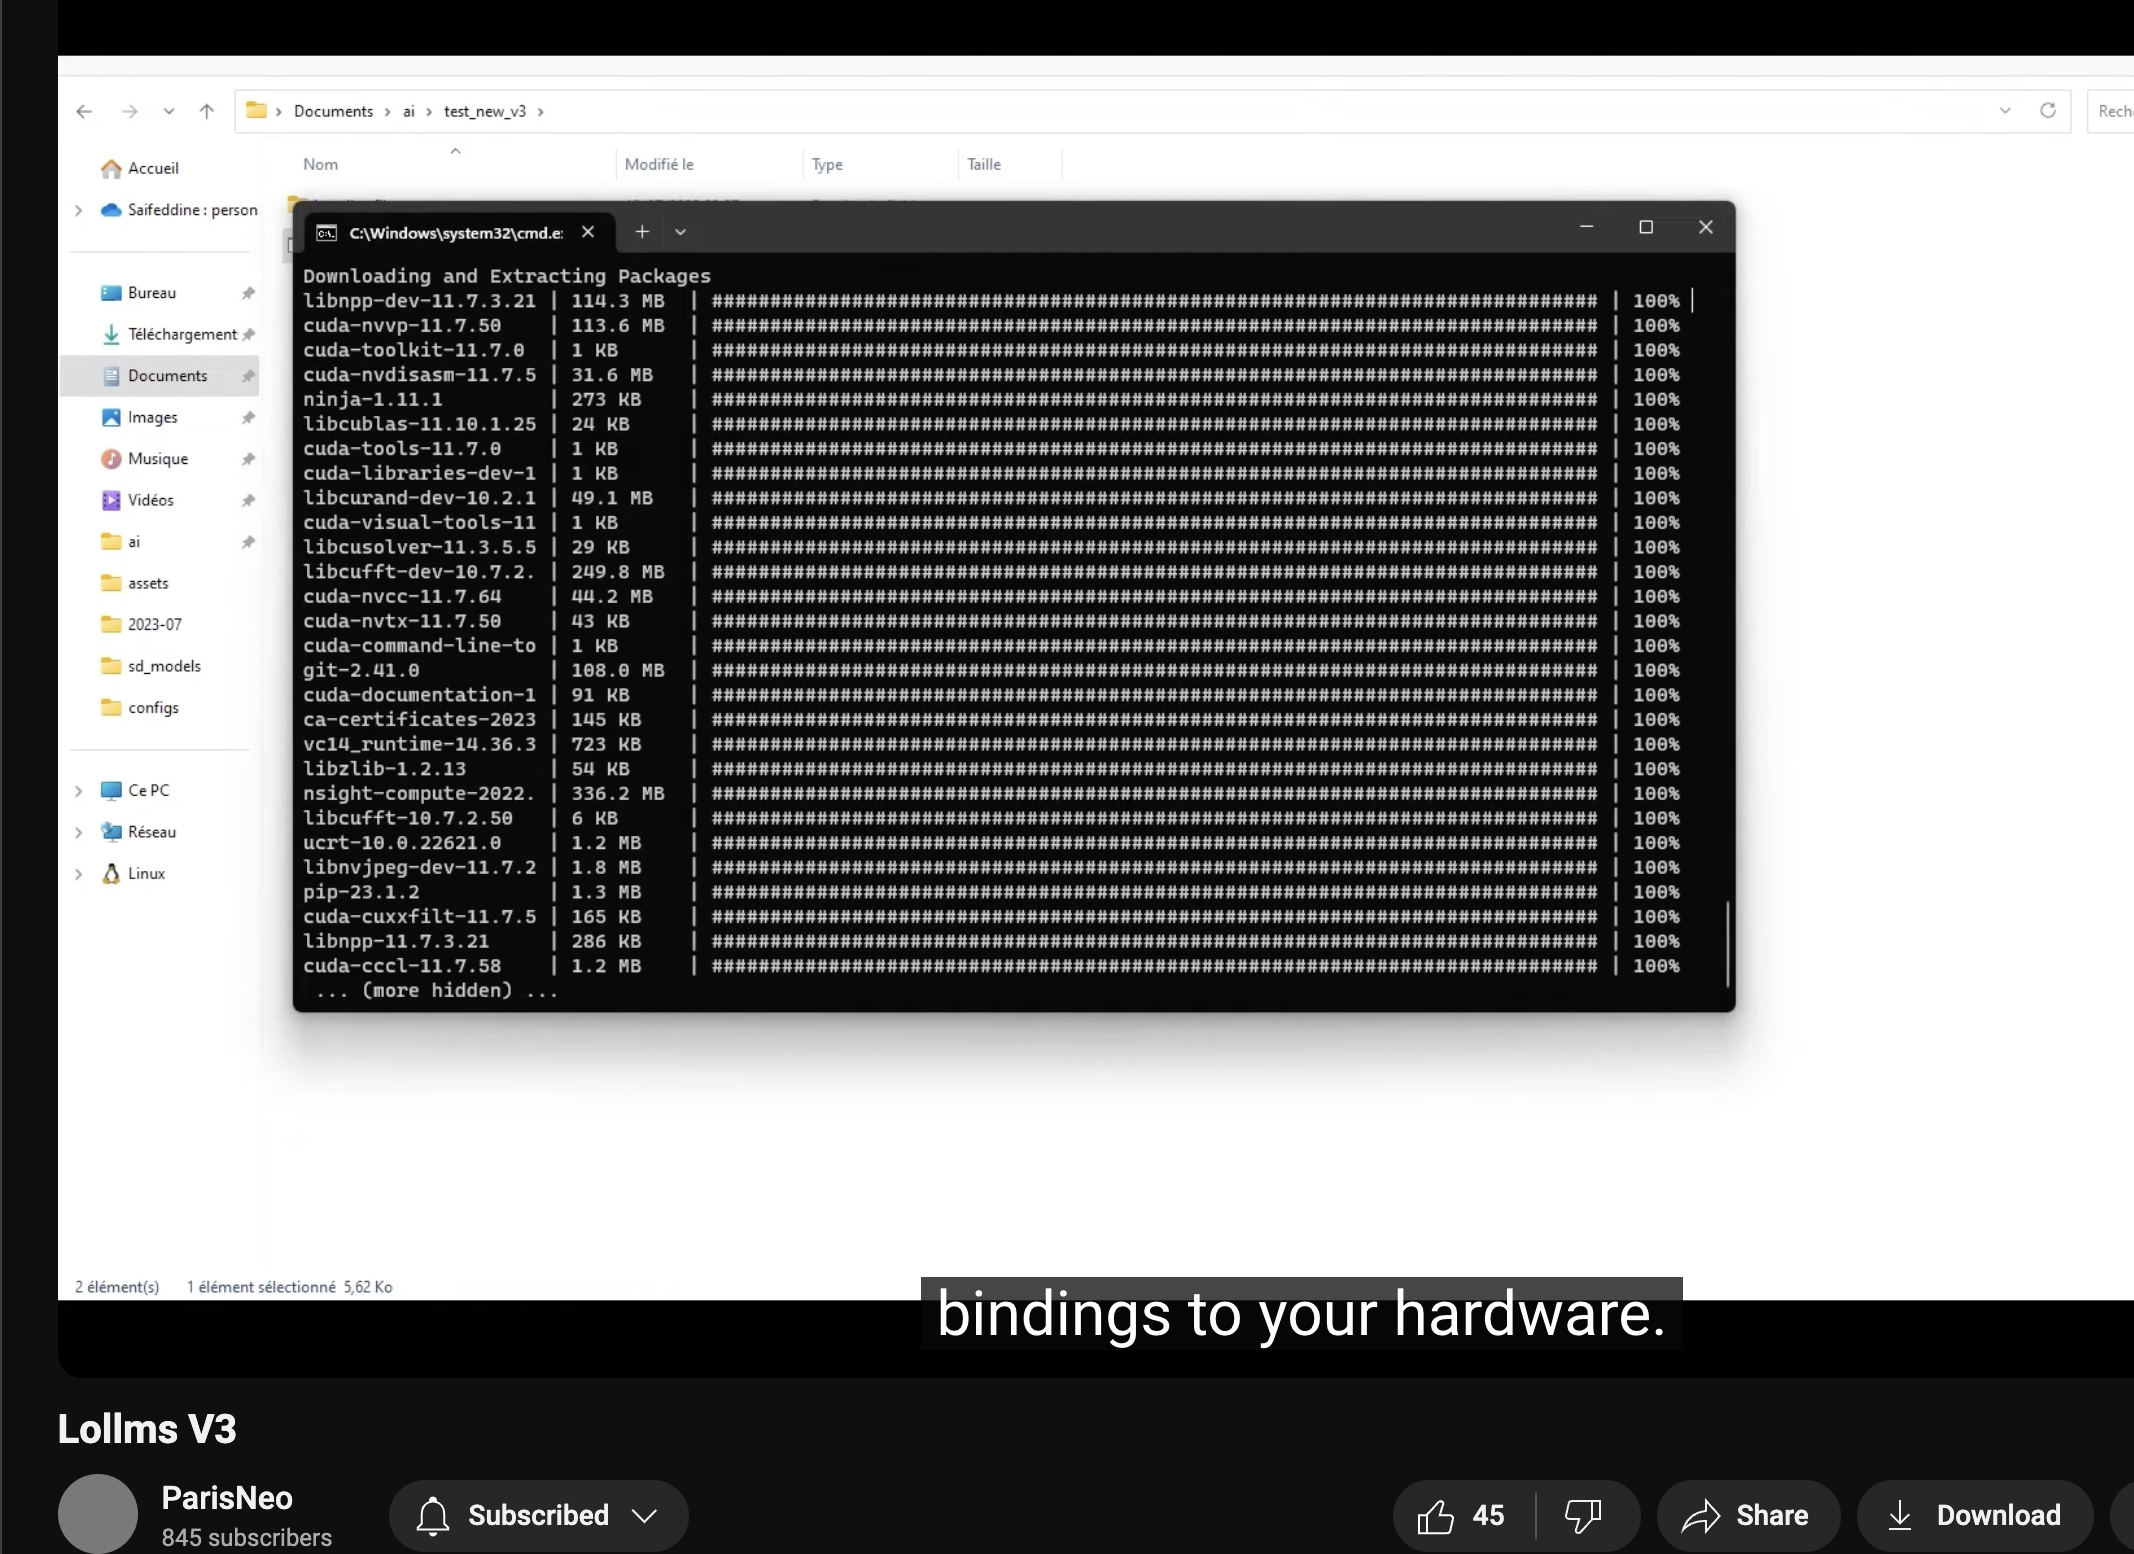 Documents > ai > test_new_v3 >
Rech
Nom Modifié le Type Taille
Accueil
Saifeddine : person
Bureau
Téléchargement
Documents
Images
Musique
Vidéos
ai
assets
2023-07
sd_models
configs
Ce PC
Réseau
Linux
C:\Windows\system32\cmd.e:
Downloading and Extracting Packages
libnpp-dev-11.7.3.21 | 114.3 MB | ############################################################################ | 100%
cuda-nvvp-11.7.50 | 113.6 MB | ############################################################################ | 100%
cuda-toolkit-11.7.0 | 1 KB | ############################################################################ | 100%
cuda-nvdisasm-11.7.5 | 31.6 MB | ############################################################################ | 100%
ninja-1.11.1 | 273 KB | ############################################################################ | 100%
libcublas-11.10.1.25 | 24 KB | ############################################################################ | 100%
cuda-tools-11.7.0 | 1 KB | ############################################################################ | 100%
cuda-libraries-dev-1 | 1 KB | ############################################################################ | 100%
libcurand-dev-10.2.1 | 49.1 MB | ############################################################################ | 100%
cuda-visual-tools-11 | 1 KB | ############################################################################ | 100%
libcusolver-11.3.5.5 | 29 KB | ############################################################################ | 100%
libcufft-dev-10.7.2. | 249.8 MB | ############################################################################ | 100%
cuda-nvcc-11.7.64 | 44.2 MB | ############################################################################ | 100%
cuda-nvtx-11.7.50 | 43 KB | ############################################################################ | 100%
cuda-command-line-to | 1 KB | ############################################################################ | 100%
git-2.41.0 | 108.0 MB | ############################################################################ | 100%
cuda-documentation-1 | 91 KB | ############################################################################ | 100%
ca-certificates-2023 | 145 KB | ############################################################################ | 100%
vc14_runtime-14.36.3 | 723 KB | ############################################################################ | 100%
libzlib-1.2.13 | 54 KB | ############################################################################ | 100%
nsight-compute-2022. | 336.2 MB | ############################################################################ | 100%
libcufft-10.7.2.50 | 6 KB | ############################################################################ | 100%
ucrt-10.0.22621.0 | 1.2 MB | ############################################################################ | 100%
libnvjpeg-dev-11.7.2 | 1.8 MB | ############################################################################ | 100%
pip-23.1.2 | 1.3 MB | ############################################################################ | 100%
cuda-cuxxfilt-11.7.5 | 165 KB | ############################################################################ | 100%
libnpp-11.7.3.21 | 286 KB | ############################################################################ | 100%
cuda-cccl-11.7.58 | 1.2 MB | ############################################################################ | 100%
... (more hidden) ...
2 élément(s) 1 élément sélectionné 5,62 Ko
bindings to your hardware.
Lollms V3
ParisNeo
845 subscribers
Subscribed
45
Share
Download